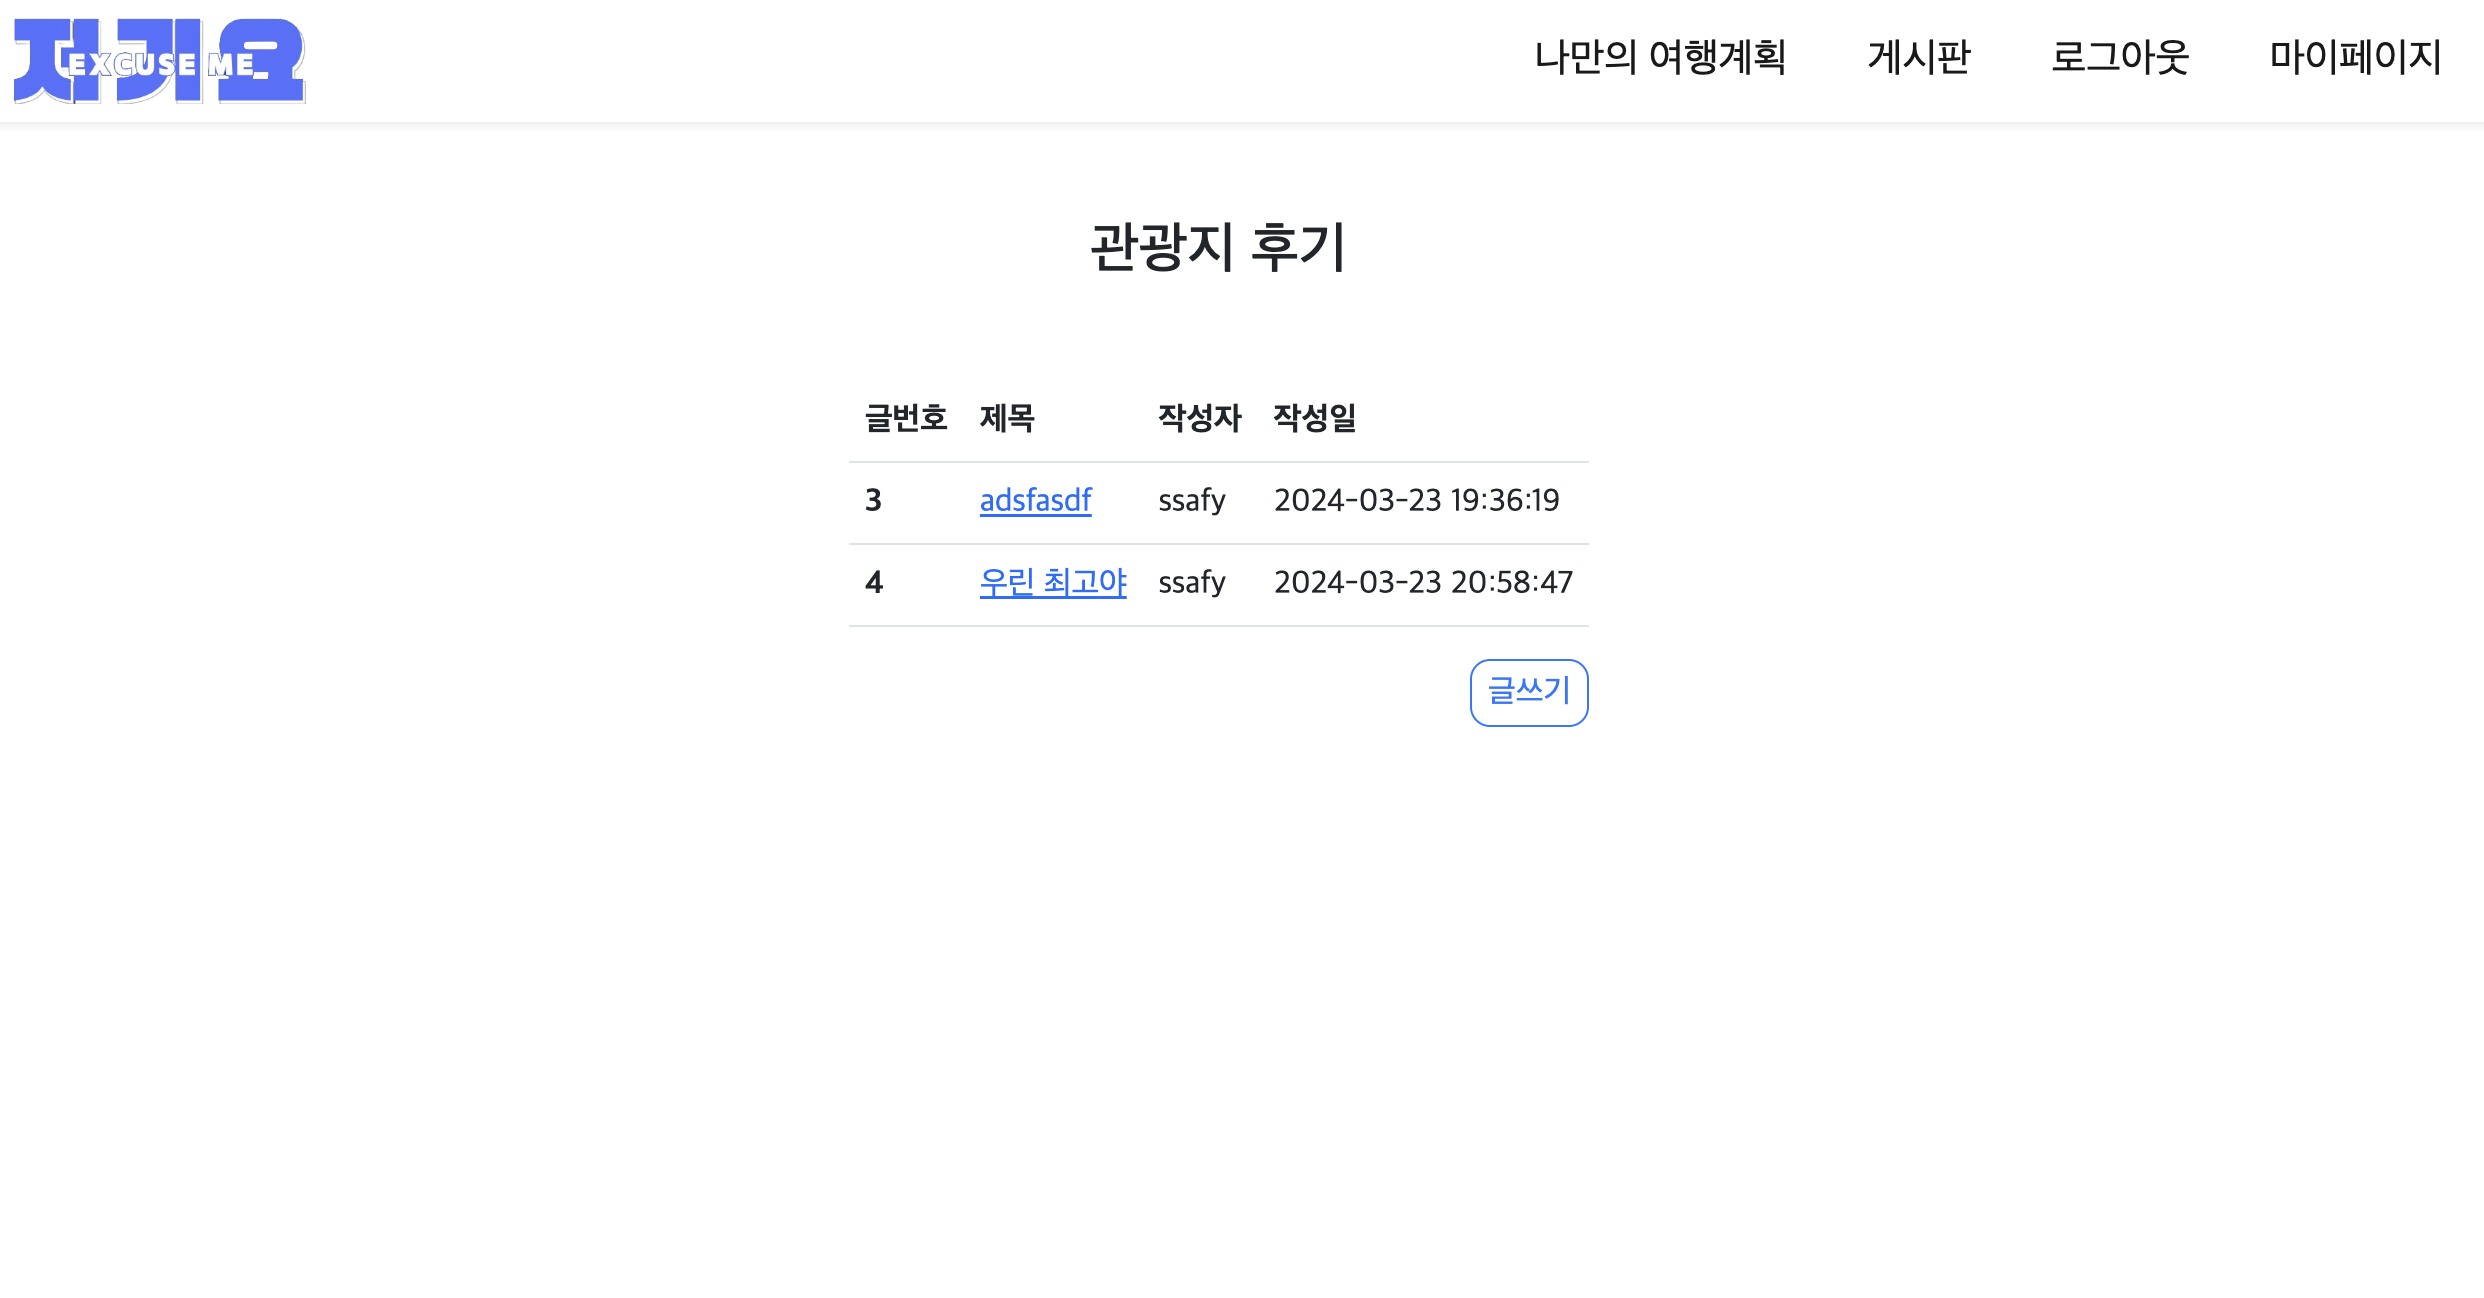 저기요
EXCUSE ME
나만의 여행계획 게시판 로그아웃 마이페이지
관광지 후기
글번호 제목 작성자 작성일
3 adsfasdf ssafy 2024-03-23 19:36:19
4 우린 최고야 ssafy 2024-03-23 20:58:47
글쓰기